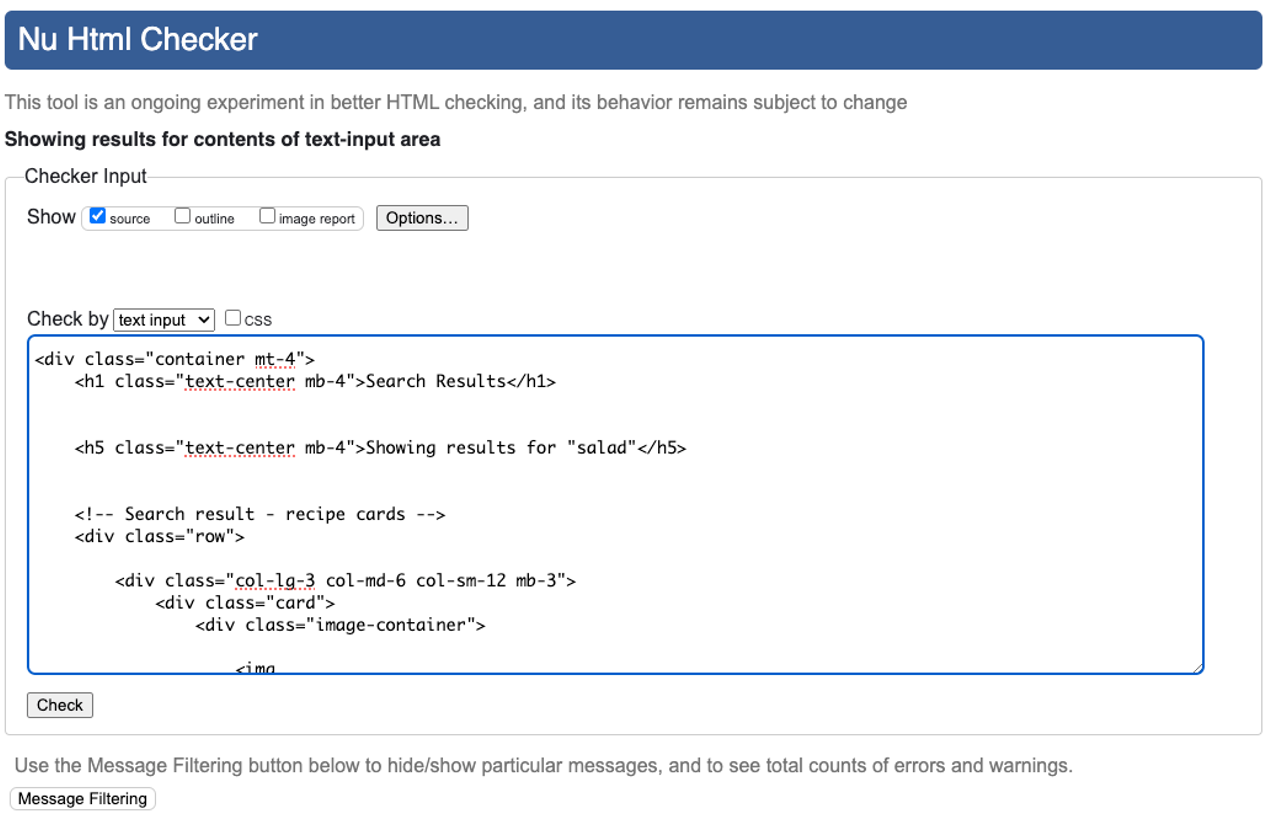 Nu Html Checker
This tool is an ongoing experiment in better HTML checking, and its behavior remains subject to change
Showing results for contents of text-input area
Checker Input
Show source outline image report Options...
Check by text input css
<div class="container mt-4">
    <h1 class="text-center mb-4">Search Results</h1>
    <h5 class="text-center mb-4">Showing results for "salad"</h5>
    <!-- Search result - recipe cards -->
    <div class="row">
        <div class="col-lg-3 col-md-6 col-sm-12 mb-3">
            <div class="card">
                <div class="image-container">
                    <img
Check
Use the Message Filtering button below to hide/show particular messages, and to see total counts of errors and warnings.
Message Filtering